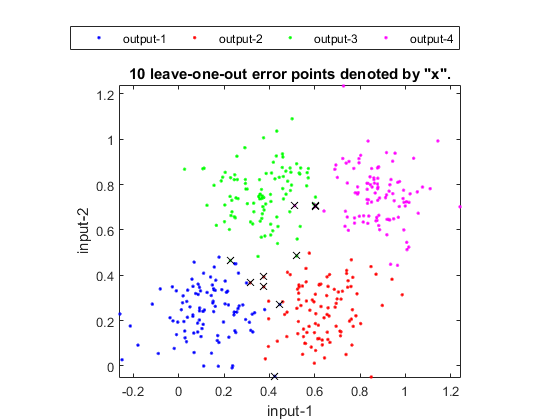 output-1 output-2 output-3 output-4
10 leave-one-out error points denoted by "x".
1.2
1
0.8
0.6
0.4
0.2
0
input-2
-0.2 0 0.2 0.4 0.6 0.8 1 1.2
input-1